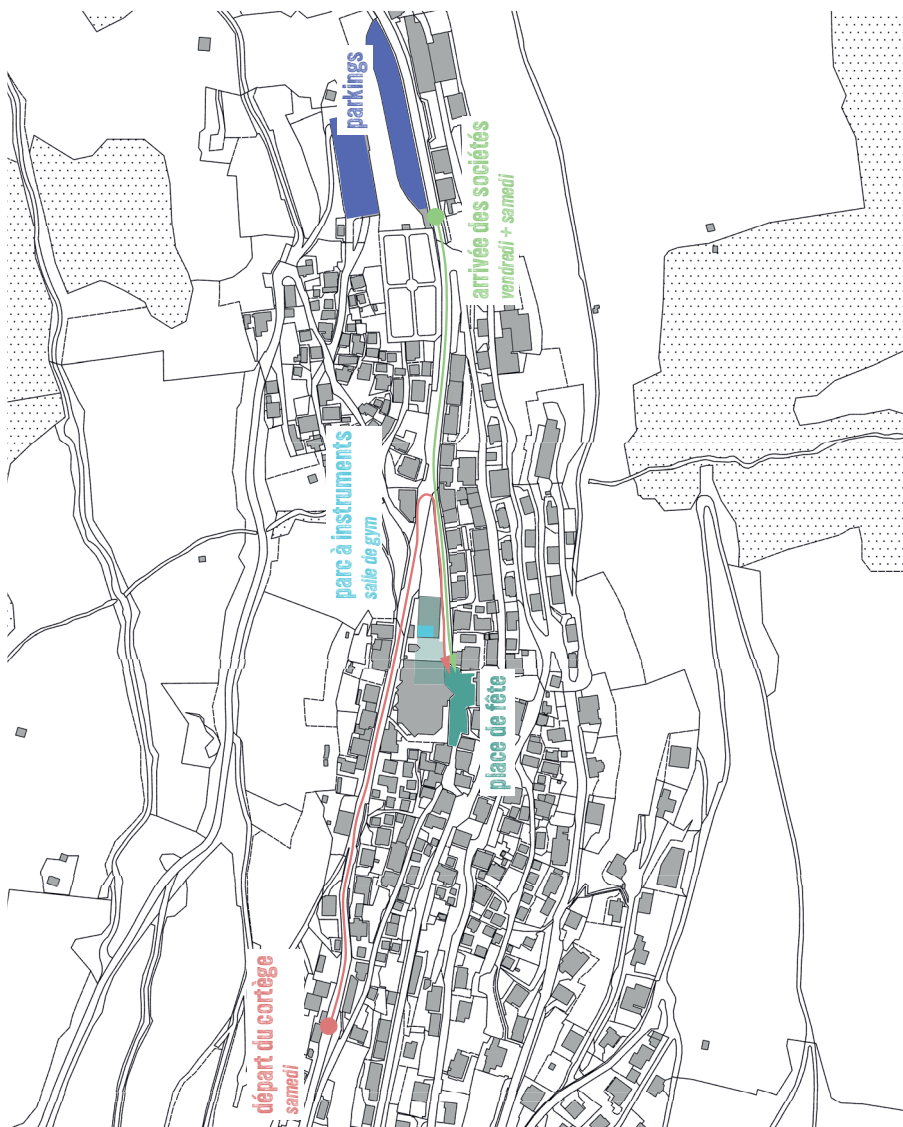 parkings
arrivée des sociétés
vendredi + samedi
parc à instruments
salle de gym
place de fête
départ du cortège
samedi